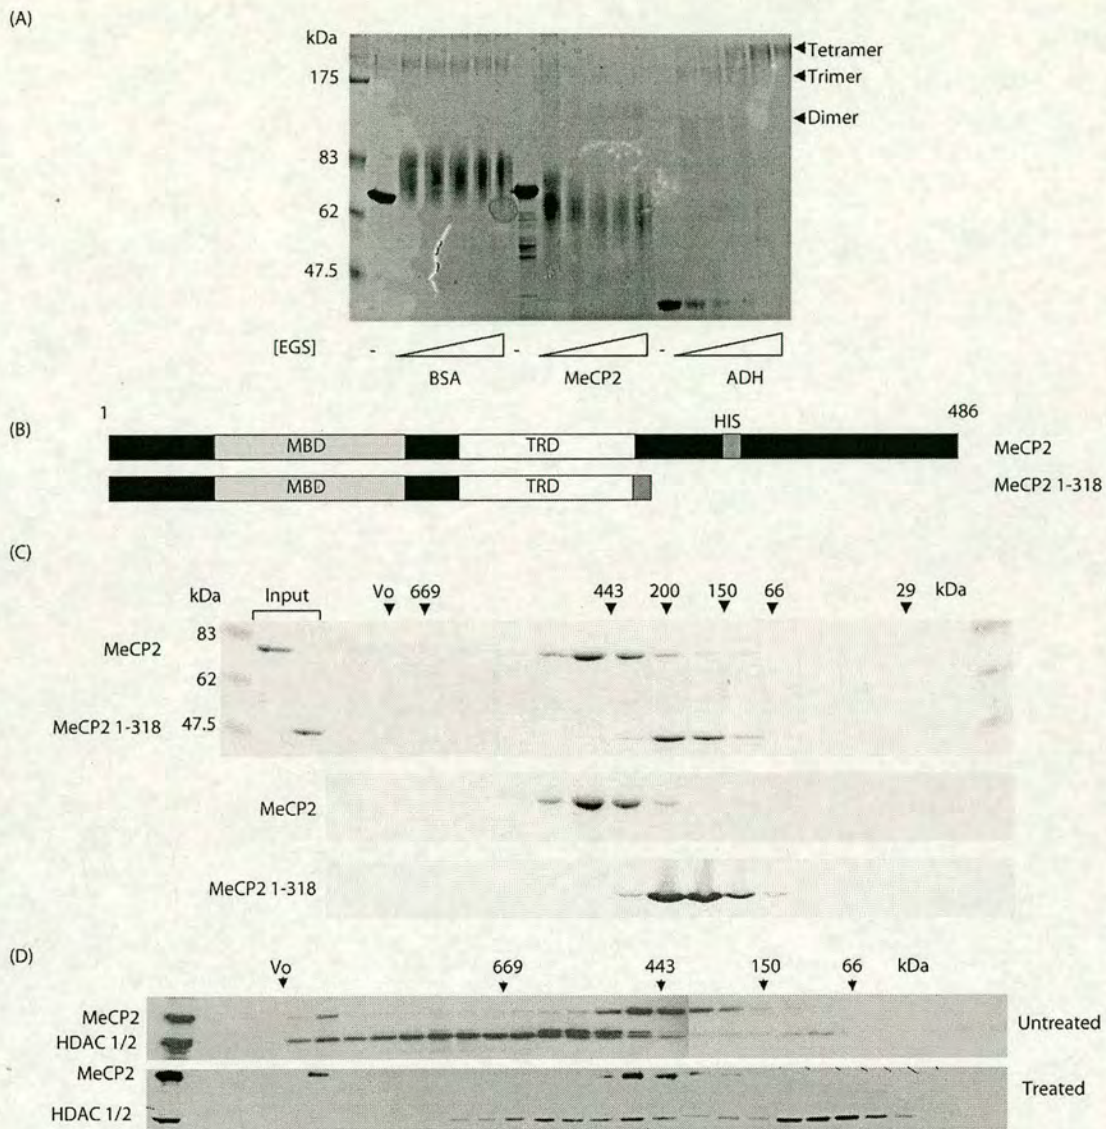 (A)
kDa
175
83
62
47.5
Tetramer
Trimer
Dimer
[EGS] - - -
BSA MeCP2 ADH
(B)
1 HIS 486
MBD TRD MeCP2
MBD TRD MeCP2 1-318
(C)
kDa Input Vo 669 443 200 150 66 29 kDa
83
MeCP2
62
47.5
MeCP2 1-318
MeCP2
MeCP2 1-318
(D)
Vo 669 443 150 66 kDa
MeCP2 Untreated
HDAC 1/2
MeCP2 Treated
HDAC 1/2